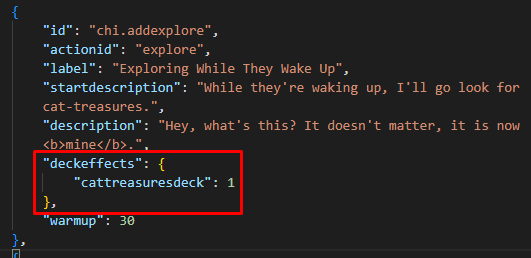 {
"id": "chi.addexplore",
"actionid": "explore",
"label": "Exploring While They Wake Up",
"startdescription": "While they're waking up, I'll go look for
cat-treasures.",
"description": "Hey, what's this? It doesn't matter, it is now
<b>mine</b>.",
"deckeffects": {
"cattreasuresdeck": 1
},
"warmup": 30
},
{